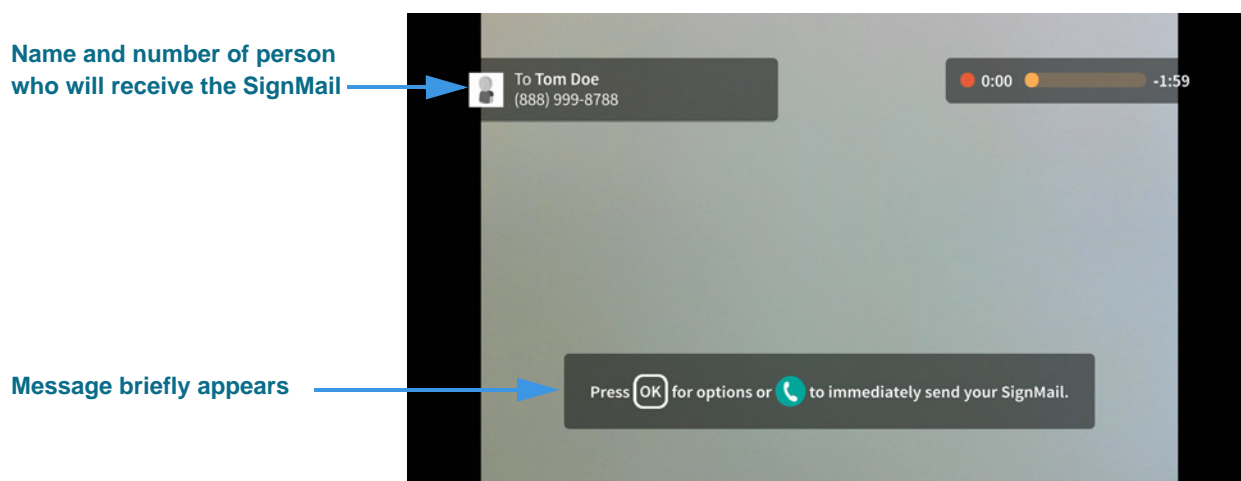 Name and number of person
who will receive the SignMail
To Tom Doe
(888) 999-8788
0:00 -1:59
Message briefly appears
Press OK for options or to immediately send your SignMail.